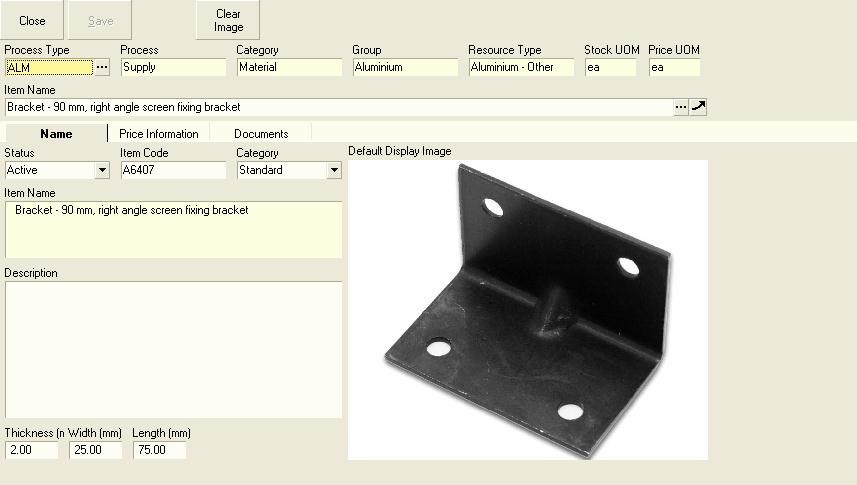 Close
Save
Clear
Image
Process Type Process Category Group Resource Type Stock UOM Price UOM
ALM ... Supply Material Aluminium Aluminium - Other ea ea
Item Name
Bracket - 90 mm, right angle screen fixing bracket ...
Name Price Information Documents
Status Item Code Category Default Display Image
Active A6407 Standard
Item Name
Bracket - 90 mm, right angle screen fixing bracket
Description
Thickness (n Width (mm) Length (mm)
2.00 25.00 75.00